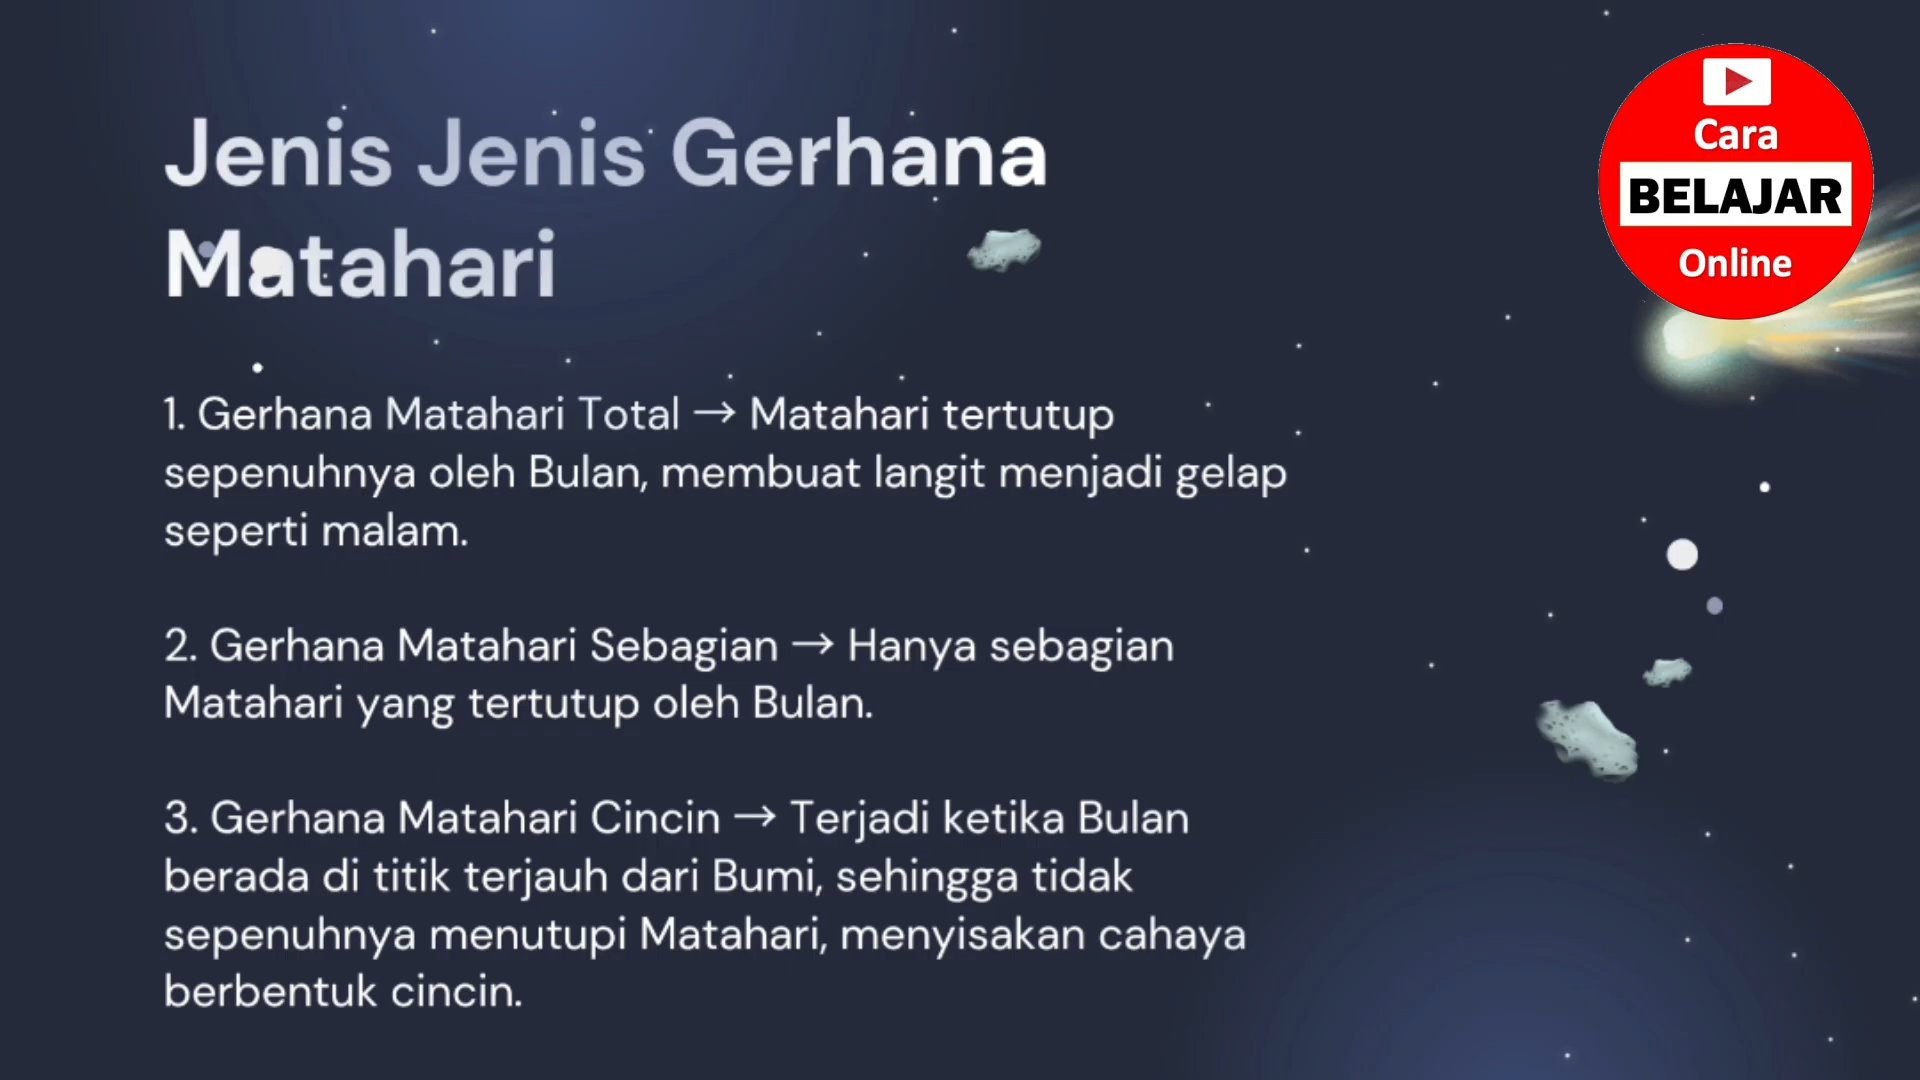 Jenis Jenis Gerhana
Matahari
1. Gerhana Matahari Total → Matahari tertutup
sepenuhnya oleh Bulan, membuat langit menjadi gelap
seperti malam.
2. Gerhana Matahari Sebagian → Hanya sebagian
Matahari yang tertutup oleh Bulan.
3. Gerhana Matahari Cincin → Terjadi ketika Bulan
berada di titik terjauh dari Bumi, sehingga tidak
sepenuhnya menutupi Matahari, menyisakan cahaya
berbentuk cincin.
Cara
BELAJAR
Online